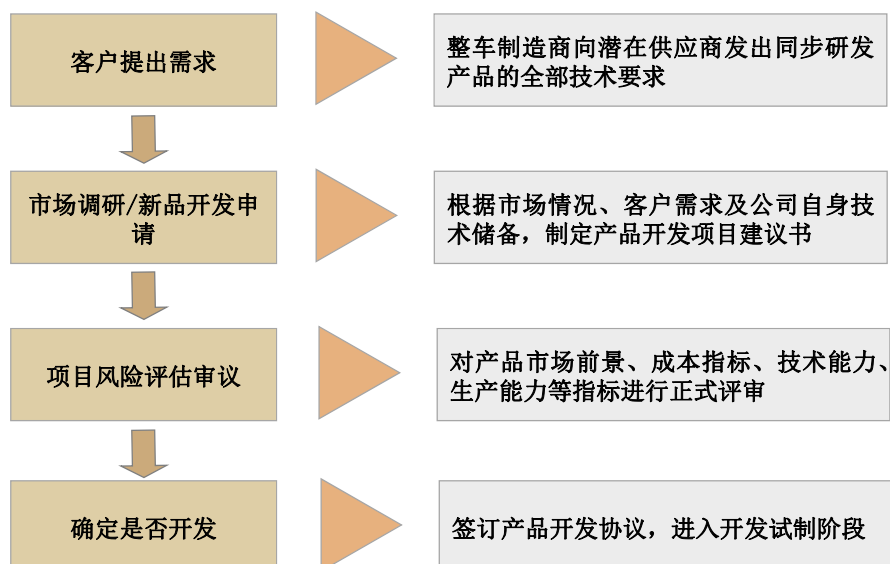 客户提出需求
整车制造商向潜在供应商发出同步研发
产品的全部技术要求
市场调研/新品开发申
请
根据市场情况、客户需求及公司自身技
术储备，制定产品开发项目建议书
项目风险评估审议
对产品市场前景、成本指标、技术能力、
生产能力等指标进行正式评审
确定是否开发
签订产品开发协议，进入开发试制阶段